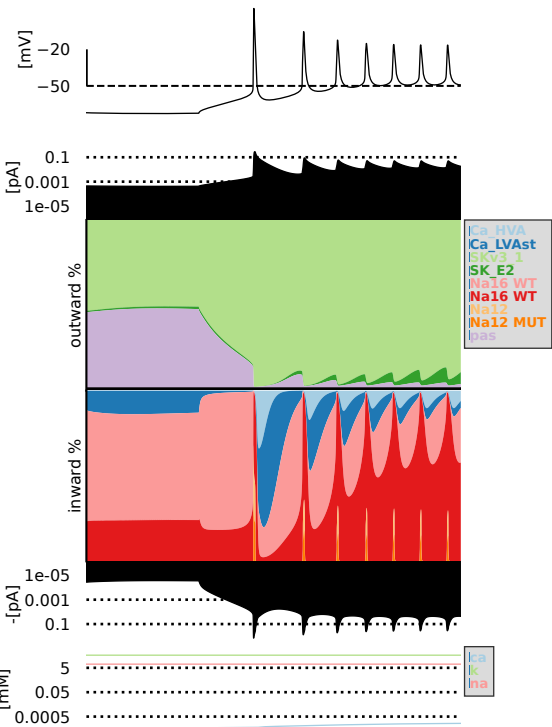 [mV]
−20
−50
[pA]
0.1
0.001
1e-05
outward %
Ca_HVA
Ca_LVAst
SKv3_1
SK_E2
Na16 WT
Na16 WT
Na12
Na12 MUT
pas
inward %
-[pA]
1e-05
0.001
0.1
[mM]
5
0.05
0.0005
ca
k
na